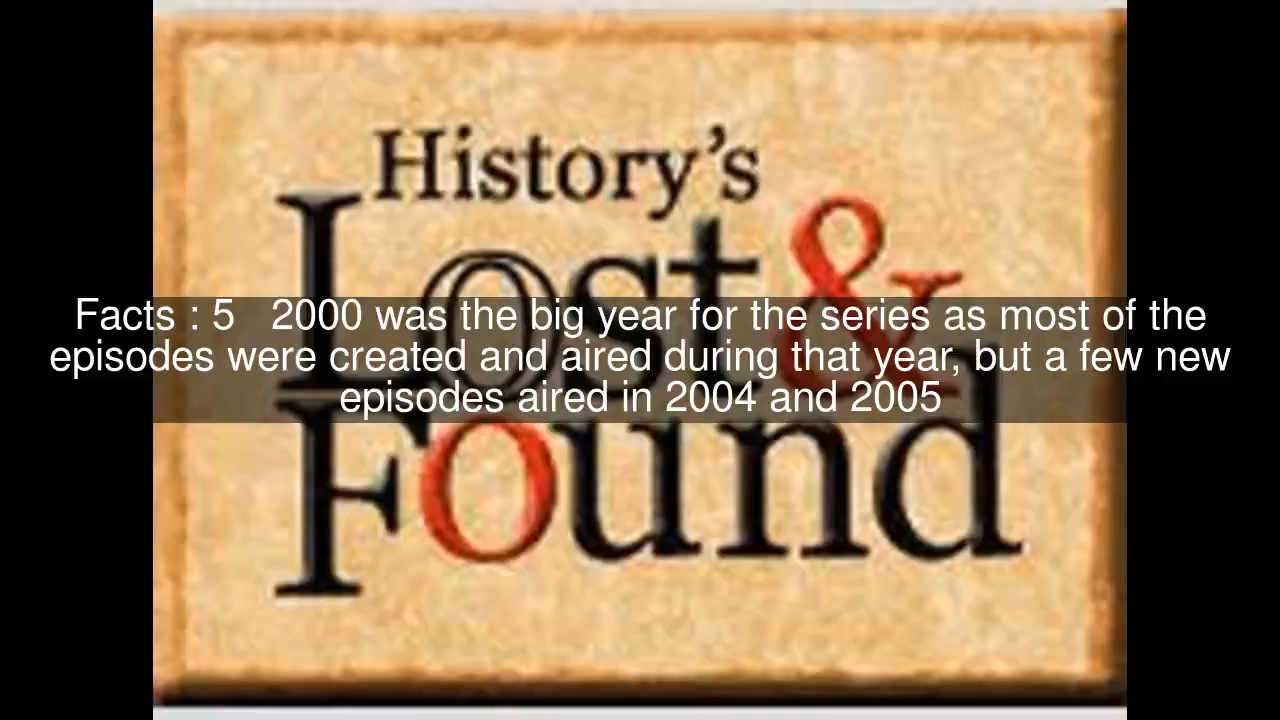 History's
Lost &
Facts : 5   2000 was the big year for the series as most of the
episodes were created and aired during that year, but a few new
episodes aired in 2004 and 2005
Found